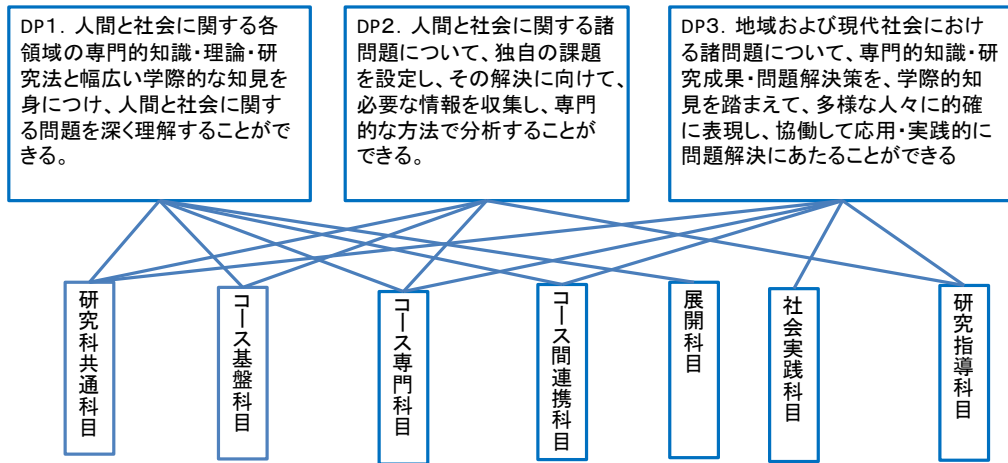 DP1. 人間と社会に関する各
領域の専門的知識・理論・研
究法と幅広い学際的な知見を
身につけ、人間と社会に関す
る問題を深く理解することがで
きる。
DP2. 人間と社会に関する諸
問題について、独自の課題
を設定し、その解決に向けて、
必要な情報を収集し、専門
的な方法で分析することが
できる。
DP3. 地域および現代社会におけ
る諸問題について、専門的知識・
研究成果・問題解決策を、学際的知
見を踏まえて、多様な人々に的確
に表現し、協働して応用・実践的に
問題解決にあたることができる
研究科共通科目
コース基盤科目
コース専門科目
コース間連携科目
展開科目
社会実践科目
研究指導科目